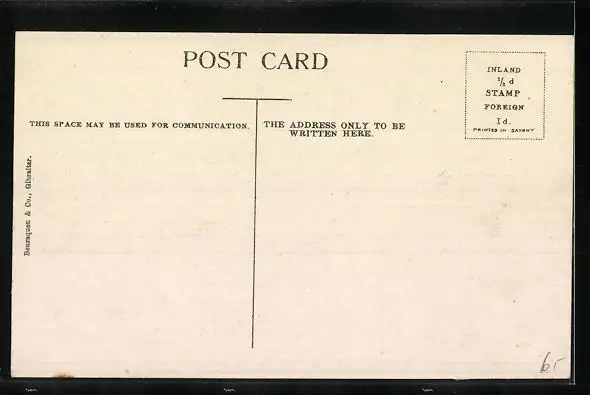 POST CARD
INLAND
½ d
STAMP
FOREIGN
1d.
PRINTED IN SAXONY
THIS SPACE MAY BE USED FOR COMMUNICATION.
THE ADDRESS ONLY TO BE
WRITTEN HERE.
Benzaquen & Co., Gibraltar.